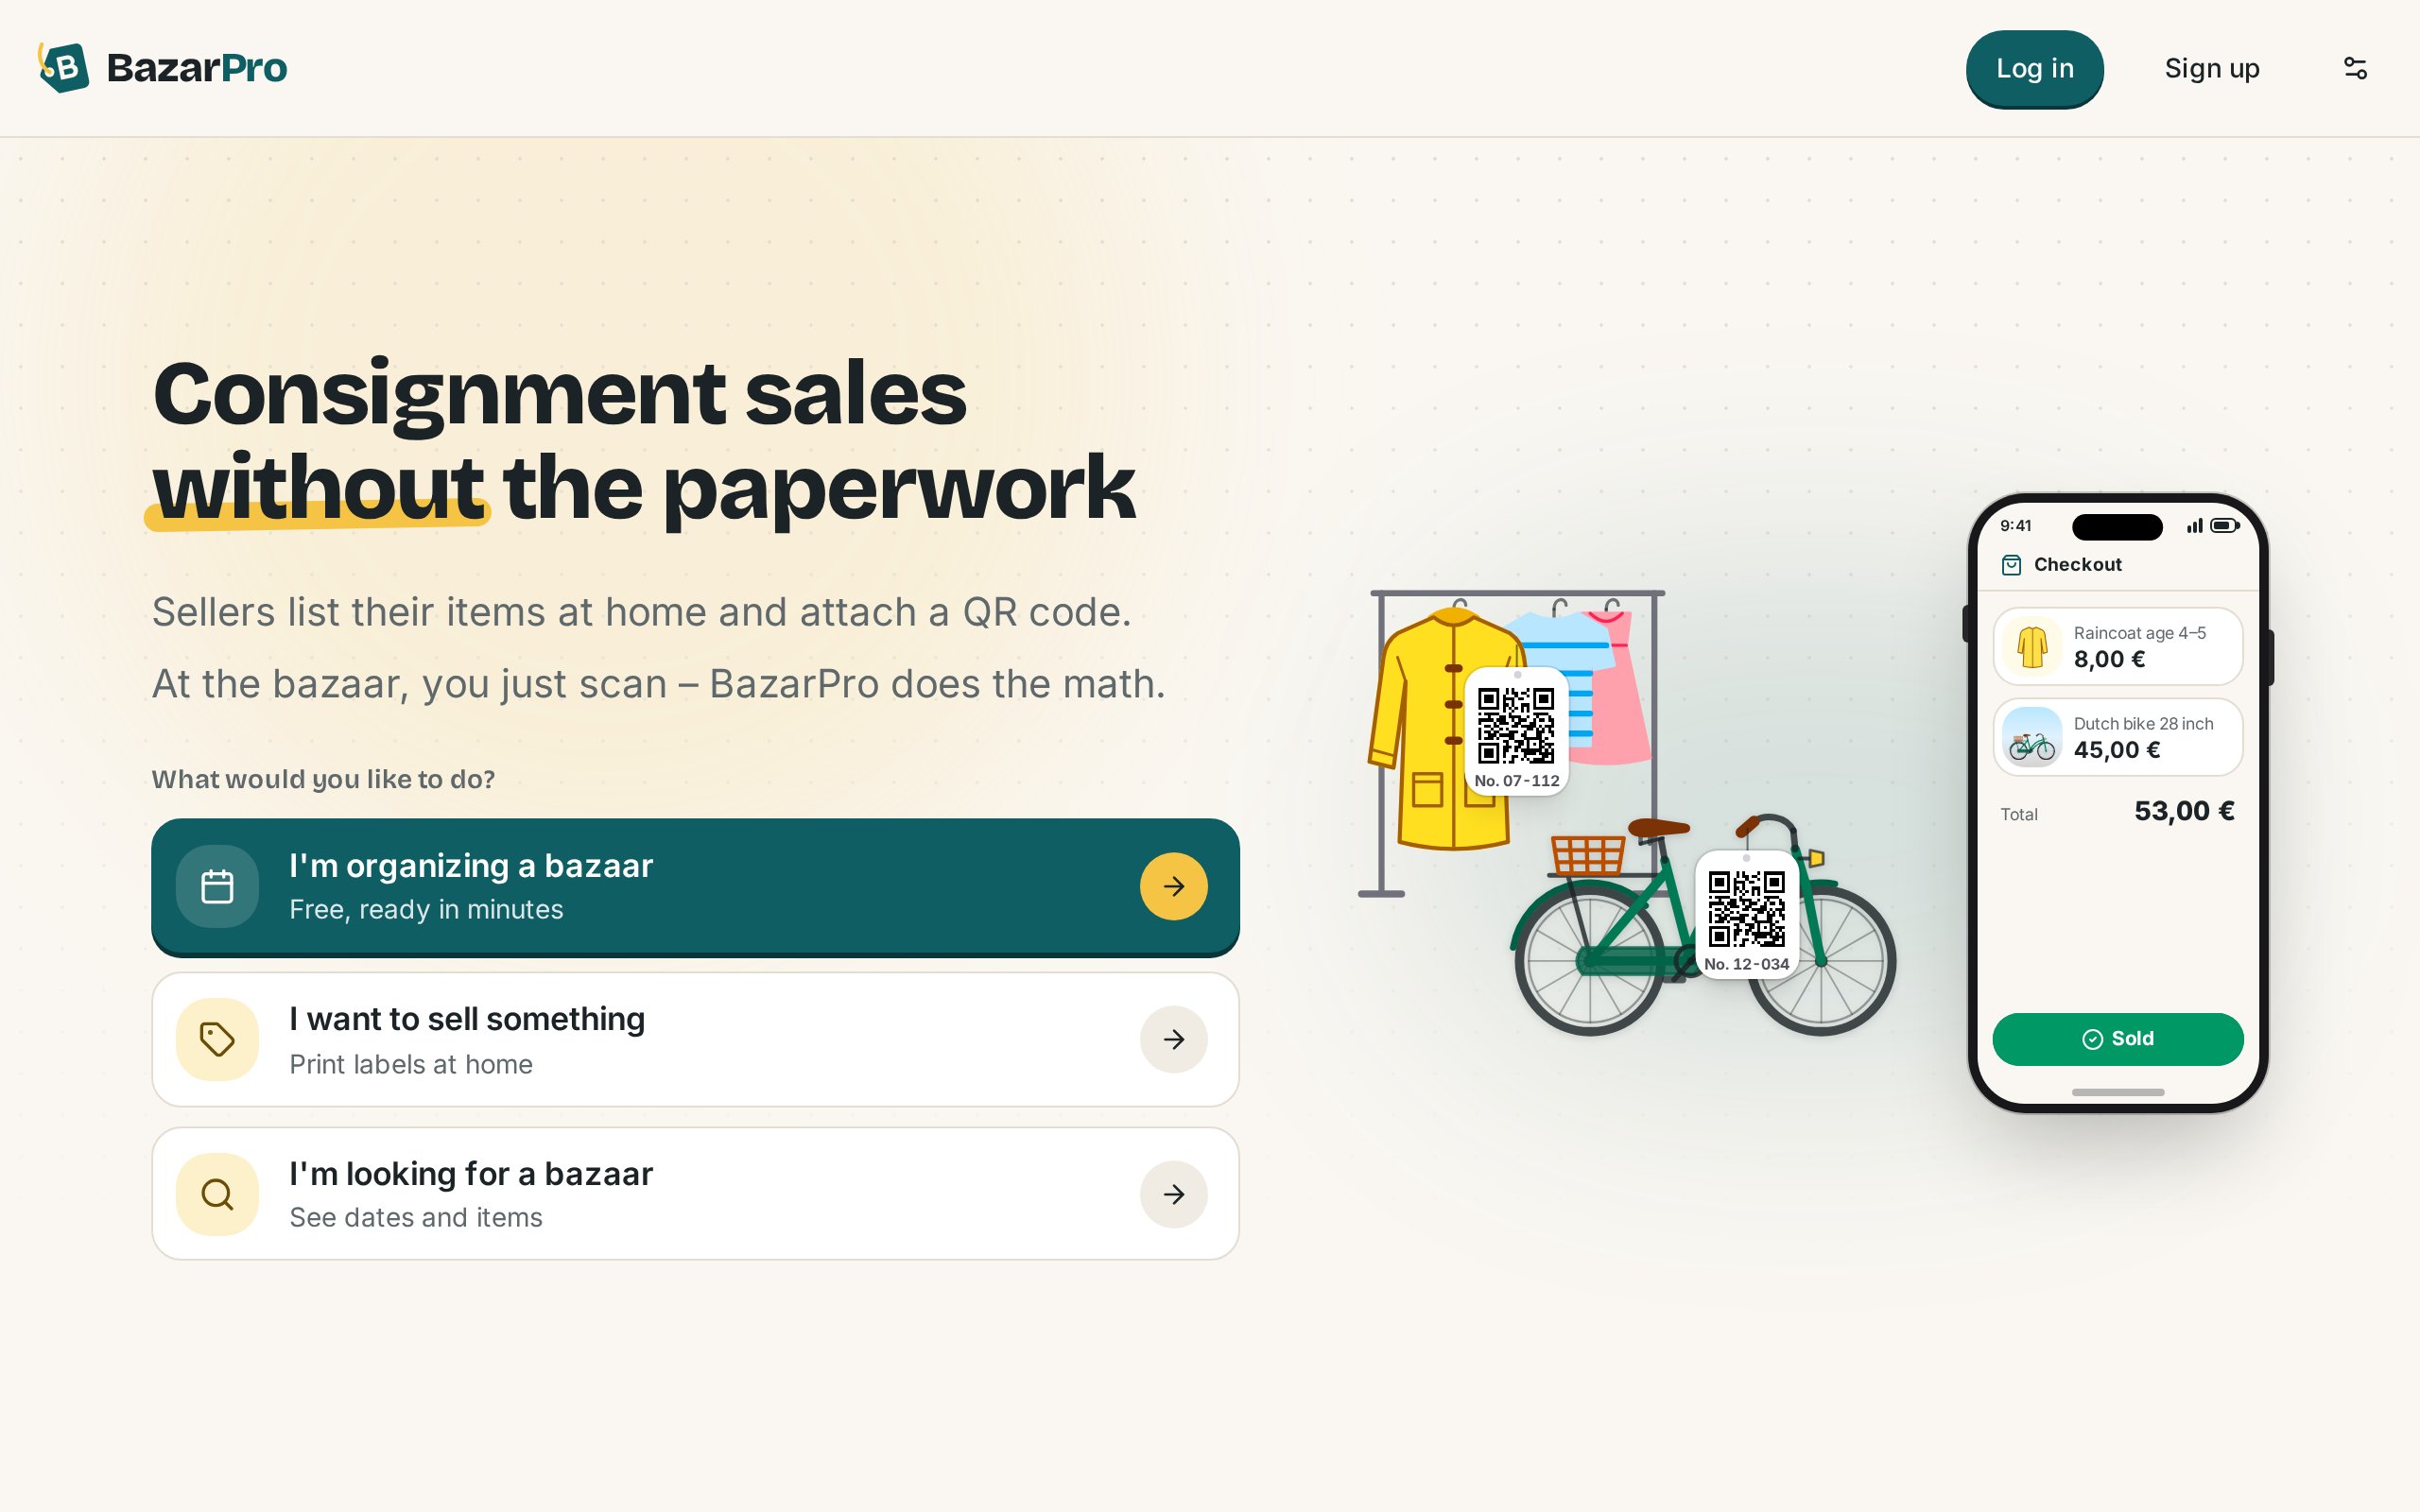 B BazarPro
Log in
Sign up
Consignment sales
without the paperwork
Sellers list their items at home and attach a QR code.
At the bazaar, you just scan – BazarPro does the math.
What would you like to do?
I'm organizing a bazaar
Free, ready in minutes
I want to sell something
Print labels at home
I'm looking for a bazaar
See dates and items
No. 07-112
No. 12-034
9:41
Checkout
Raincoat age 4–5
8,00 €
Dutch bike 28 inch
45,00 €
Total 53,00 €
Sold